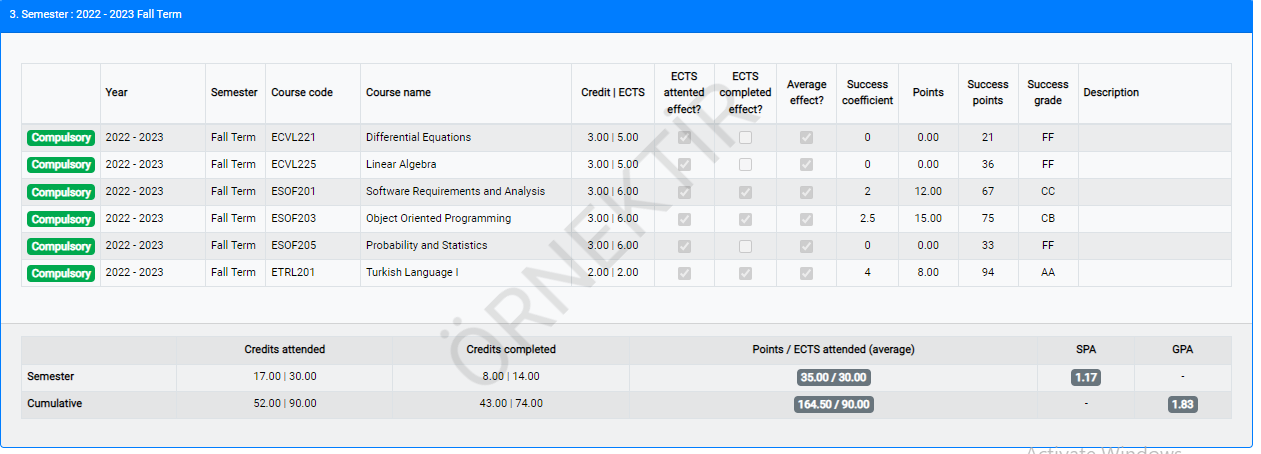 3. Semester : 2022 - 2023 Fall Term
Year Semester Course code Course name Credit | ECTS ECTS attented effect? ECTS completed effect? Average effect? Success coefficient Points Success points Success grade Description
Compulsory 2022 - 2023 Fall Term ECVL221 Differential Equations 3.00 | 5.00 0 0.00 21 FF
Compulsory 2022 - 2023 Fall Term ECVL225 Linear Algebra 3.00 | 5.00 0 0.00 36 FF
Compulsory 2022 - 2023 Fall Term ESOF201 Software Requirements and Analysis 3.00 | 6.00 2 12.00 67 CC
Compulsory 2022 - 2023 Fall Term ESOF203 Object Oriented Programming 3.00 | 6.00 2.5 15.00 75 CB
Compulsory 2022 - 2023 Fall Term ESOF205 Probability and Statistics 3.00 | 6.00 0 0.00 33 FF
Compulsory 2022 - 2023 Fall Term ETRL201 Turkish Language I 2.00 | 2.00 4 8.00 94 AA
ÖRNEKTİR
Credits attended Credits completed Points / ECTS attended (average) SPA GPA
Semester 17.00 | 30.00 8.00 | 14.00 35.00 / 30.00 1.17 -
Cumulative 52.00 | 90.00 43.00 | 74.00 164.50 / 90.00 - 1.83
Activate Windows